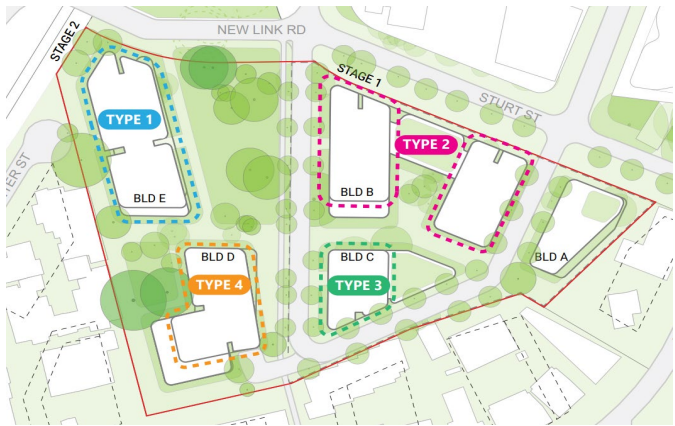 NEW LINK RD
STAGE 2
STAGE 1
STURT ST
TYPE 1
TYPE 2
BLD E
BLD B
BLD D
BLD C
BLD A
TYPE 4
TYPE 3